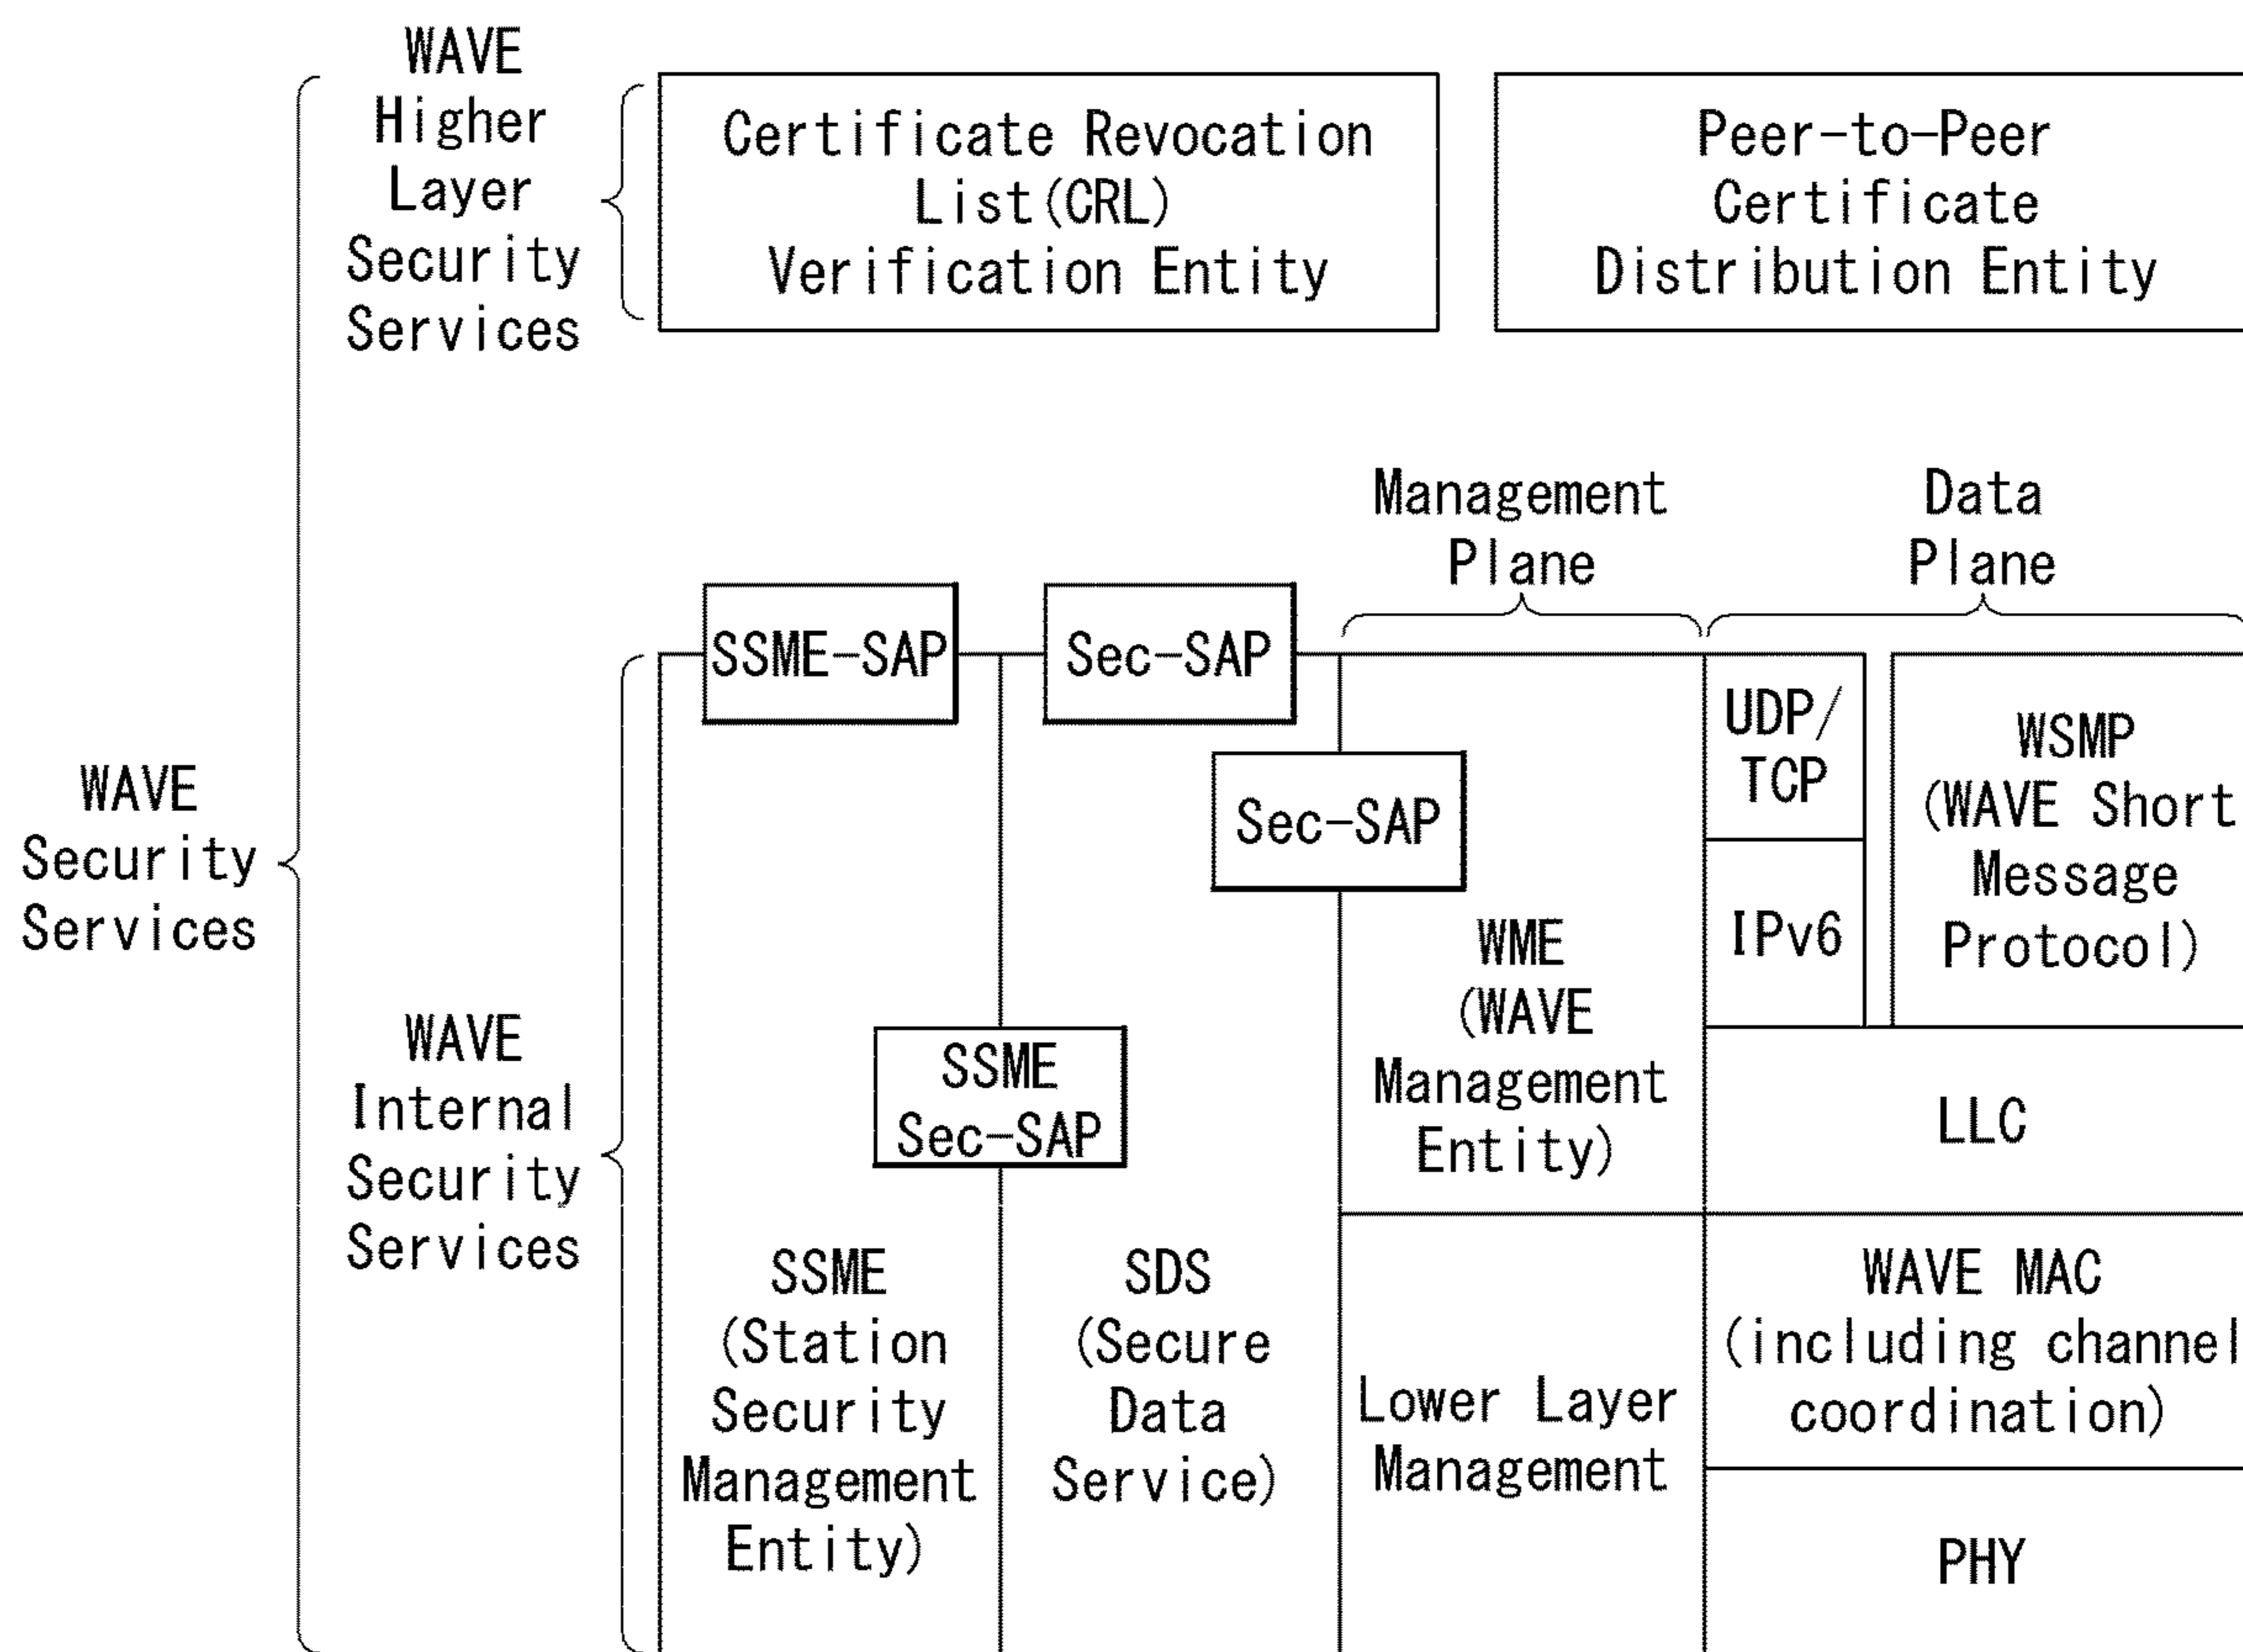 WAVE
Higher
Layer
Security
Services
Certificate Revocation
List(CRL)
Verification Entity
Peer-to-Peer
Certificate
Distribution Entity
Management
Plane
Data
Plane
WAVE
Security
Services
WAVE
Internal
Security
Services
SSME-SAP
Sec-SAP
Sec-SAP
SSME
Sec-SAP
SSME
(Station
Security
Management
Entity)
SDS
(Secure
Data
Service)
WME
(WAVE
Management
Entity)
Lower Layer
Management
UDP/
TCP
IPv6
WSMP
(WAVE Short
Message
Protocol)
LLC
WAVE MAC
(including channel
coordination)
PHY